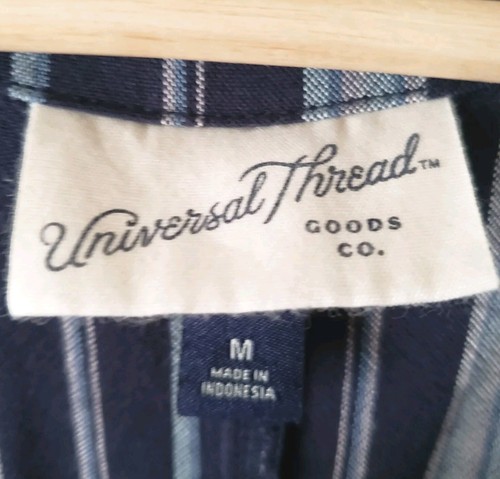 Universal Thread™
GOODS
CO.
M
MADE IN
INDONESIA